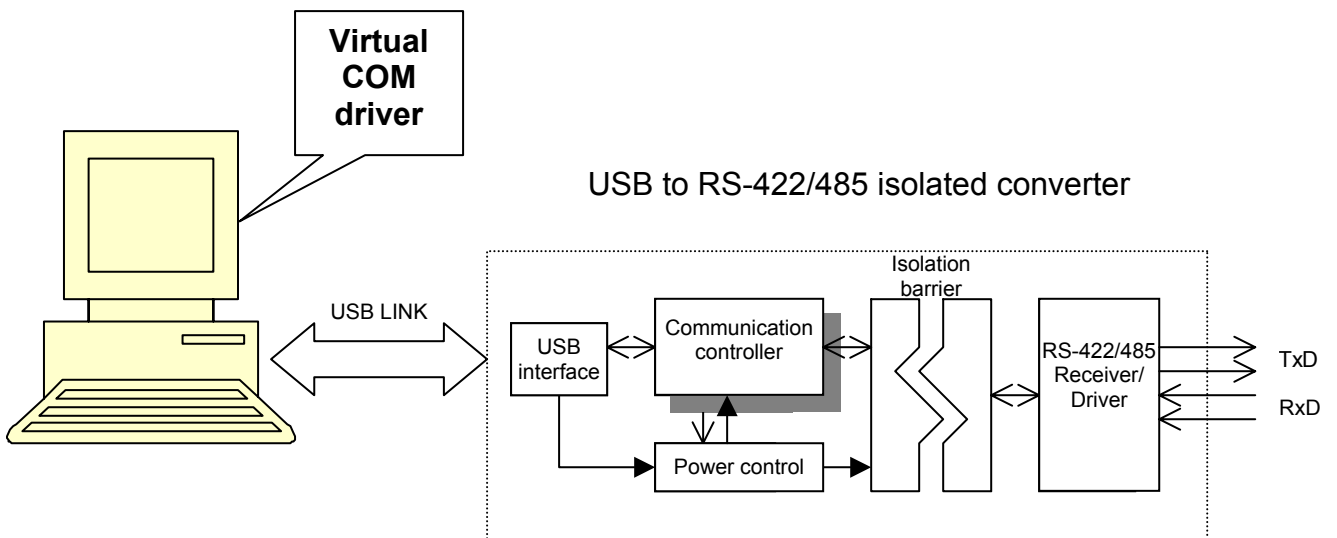 Virtual
COM
driver
USB to RS-422/485 isolated converter
Isolation
barrier
USB LINK
USB
interface
Communication
controller
RS-422/485
Receiver/
Driver
TxD
RxD
Power control